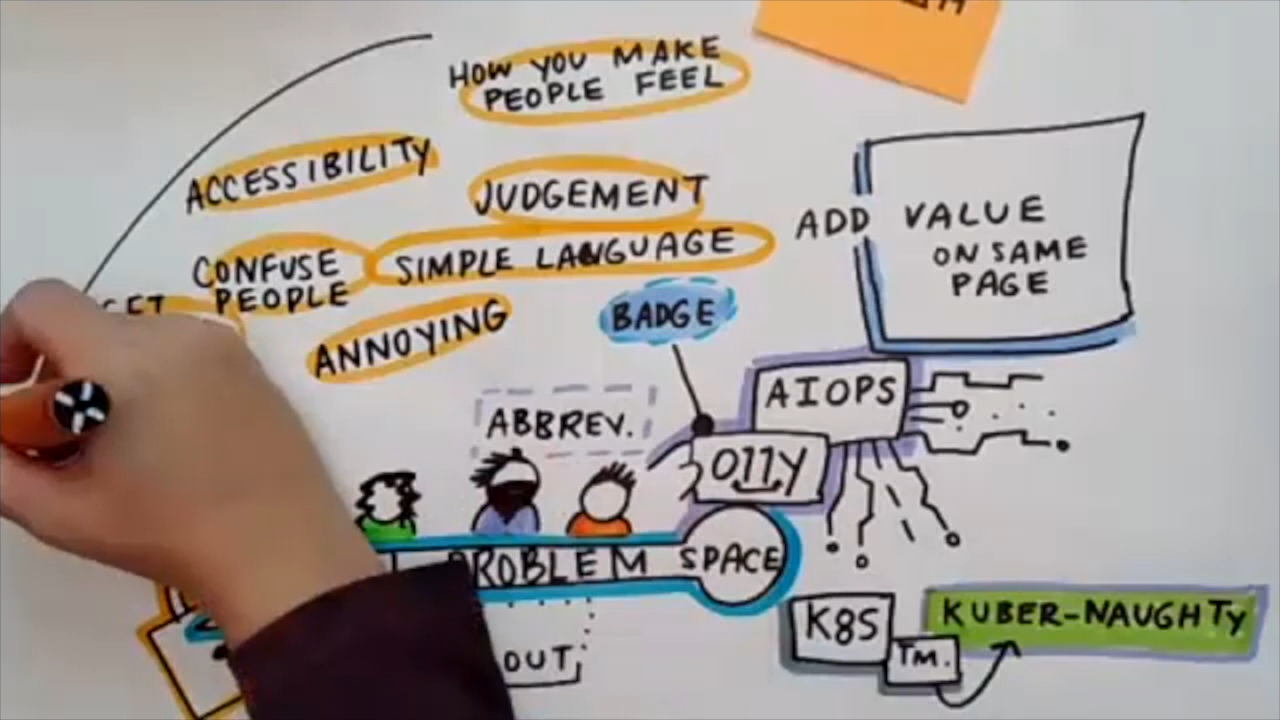 HOW YOU MAKE
PEOPLE FEEL
ACCESSIBILITY
JUDGEMENT
CONFUSE
PEOPLE
SIMPLE LANGUAGE
ANNOYING
BADGE
ADD VALUE
ON SAME
PAGE
ABBREV.
AIOPS
O11Y
PROBLEM SPACE
OUT
K8S
TM.
KUBER-NAUGHTY